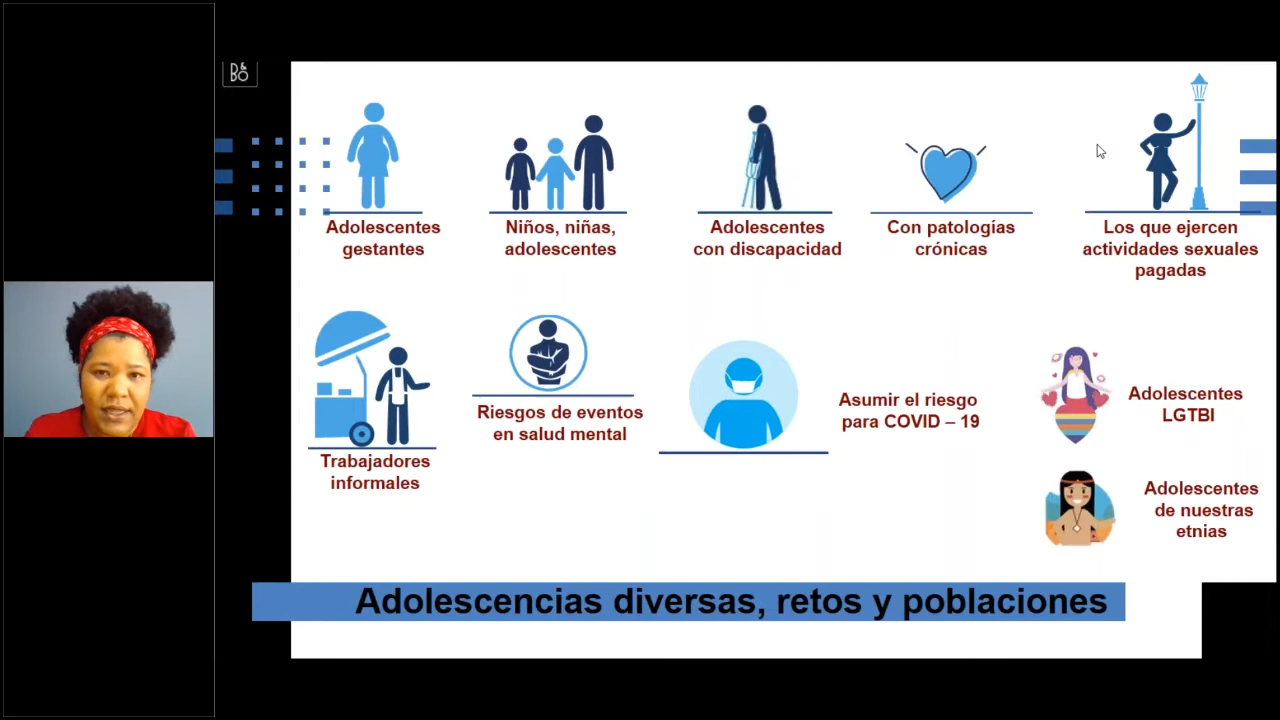 B&O
Adolescentes
gestantes
Niños, niñas,
adolescentes
Adolescentes
con discapacidad
Con patologías
crónicas
Los que ejercen
actividades sexuales
pagadas
Trabajadores
informales
Riesgos de eventos
en salud mental
Asumir el riesgo
para COVID – 19
Adolescentes
LGTBI
Adolescentes
de nuestras
etnias
Adolescencias diversas, retos y poblaciones